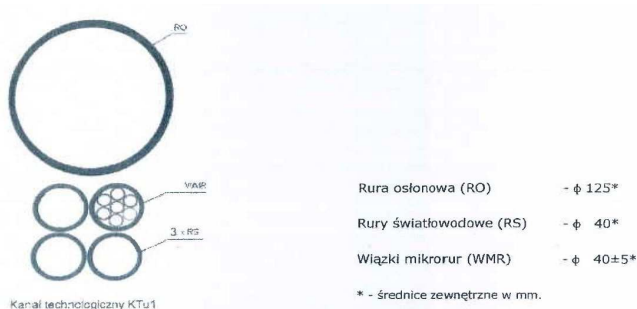 RO
WMR
3 x RS
Kanał technologiczny KTu1
Rura osłonowa (RO) - ϕ 125*
Rury światłowodowe (RS) - ϕ 40*
Wiązki mikrorur (WMR) - ϕ 40±5*
* - średnice zewnętrzne w mm.